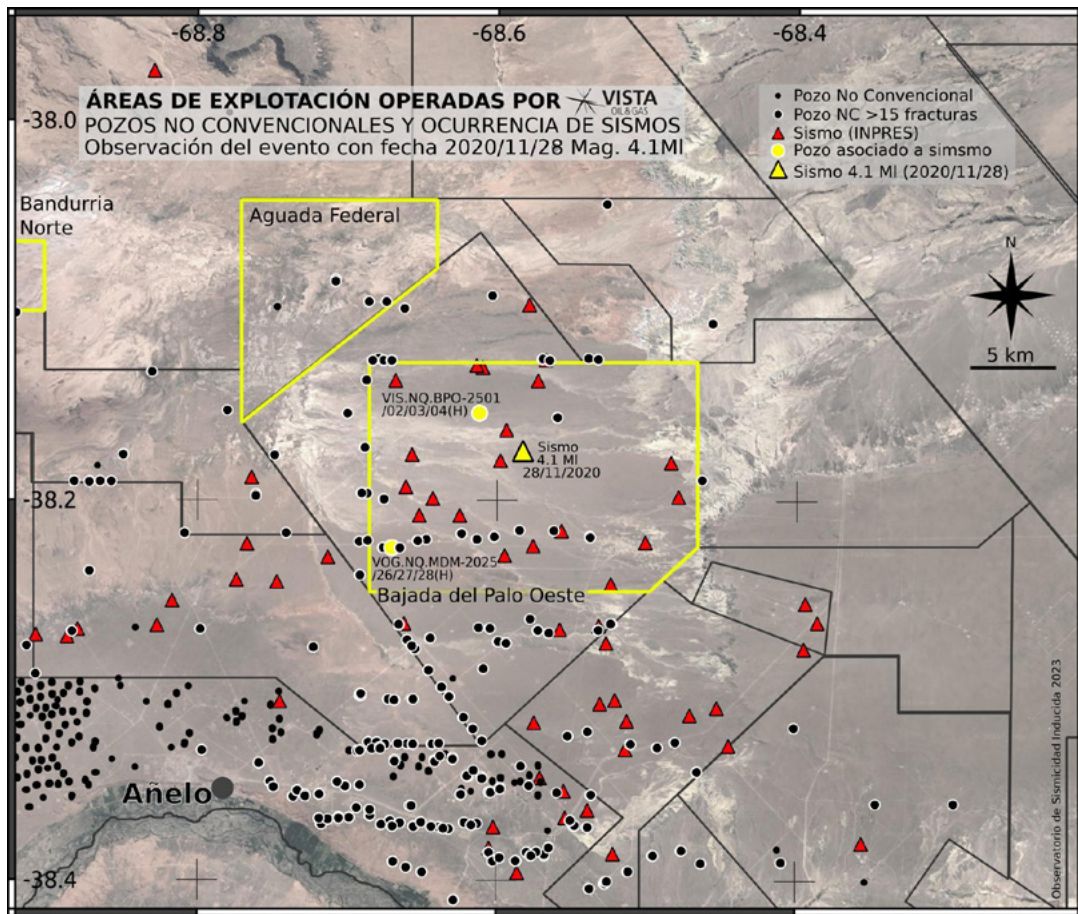 -68.8
-68.6
-68.4
-38.0
-38.2
-38.4
ÁREAS DE EXPLOTACIÓN OPERADAS POR VISTA
OIL&GAS
POZOS NO CONVENCIONALES Y OCURRENCIA DE SISMOS
Observación del evento con fecha 2020/11/28 Mag. 4.1Ml
Pozo No Convencional
Pozo NC >15 fracturas
Sismo (INPRES)
Pozo asociado a simsmo
Sismo 4.1 Ml (2020/11/28)
Bandurria
Norte
Aguada Federal
N
5 km
VIS.NQ.BPO-2501
/02/03/04(H)
Sismo
4.1 Ml
28/11/2020
VOG.NQ.MDM-2025
/26/27/28(H)
Bajada del Palo Oeste
Añelo
Observatorio de Sismicidad Inducida 2023